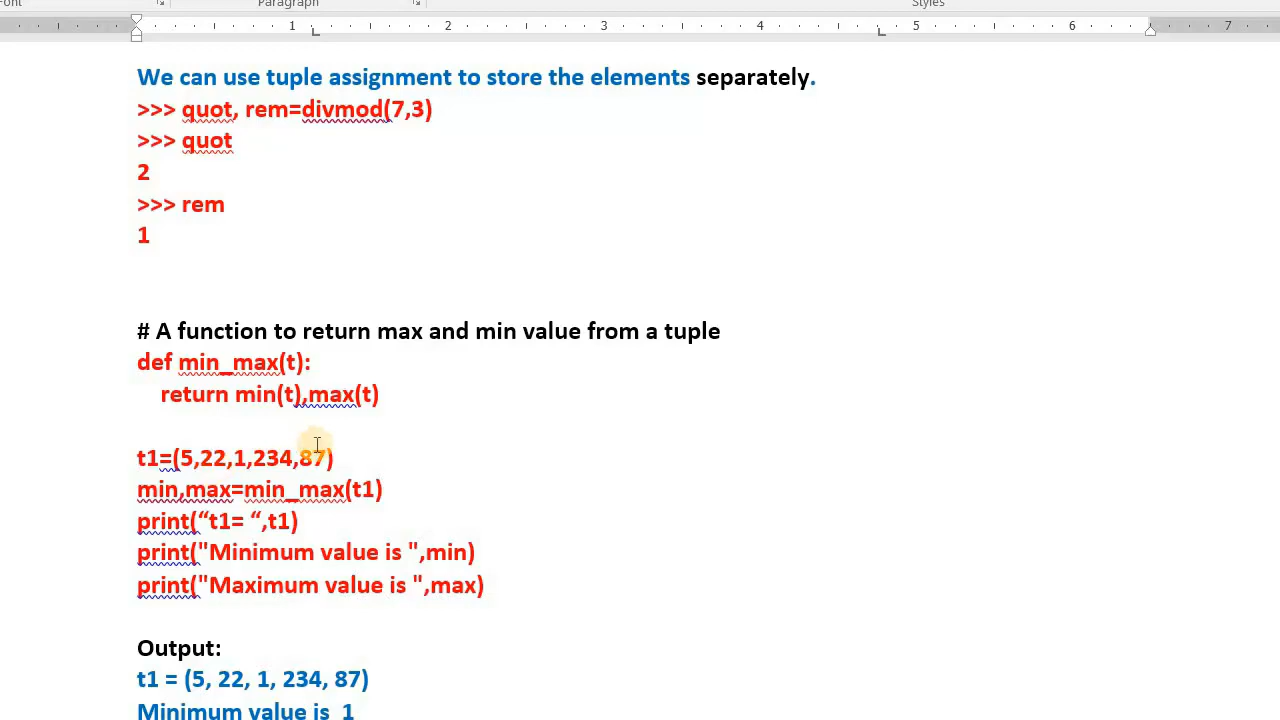 Font
Paragraph
Styles
1 2 3 4 5 6 7
We can use tuple assignment to store the elements separately.
>>> quot, rem=divmod(7,3)
>>> quot
2
>>> rem
1
# A function to return max and min value from a tuple
def min_max(t):
return min(t),max(t)
t1=(5,22,1,234,87)
min,max=min_max(t1)
print(“t1= “,t1)
print("Minimum value is ",min)
print("Maximum value is ",max)
Output:
t1 = (5, 22, 1, 234, 87)
Minimum value is  1